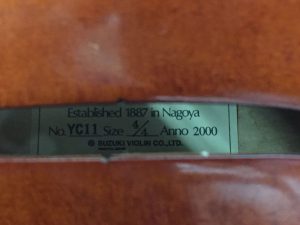 Established 1887 in Nagoya
No. YC11 Size 4/4 Anno 2000
SUZUKI VIOLIN CO., LTD.